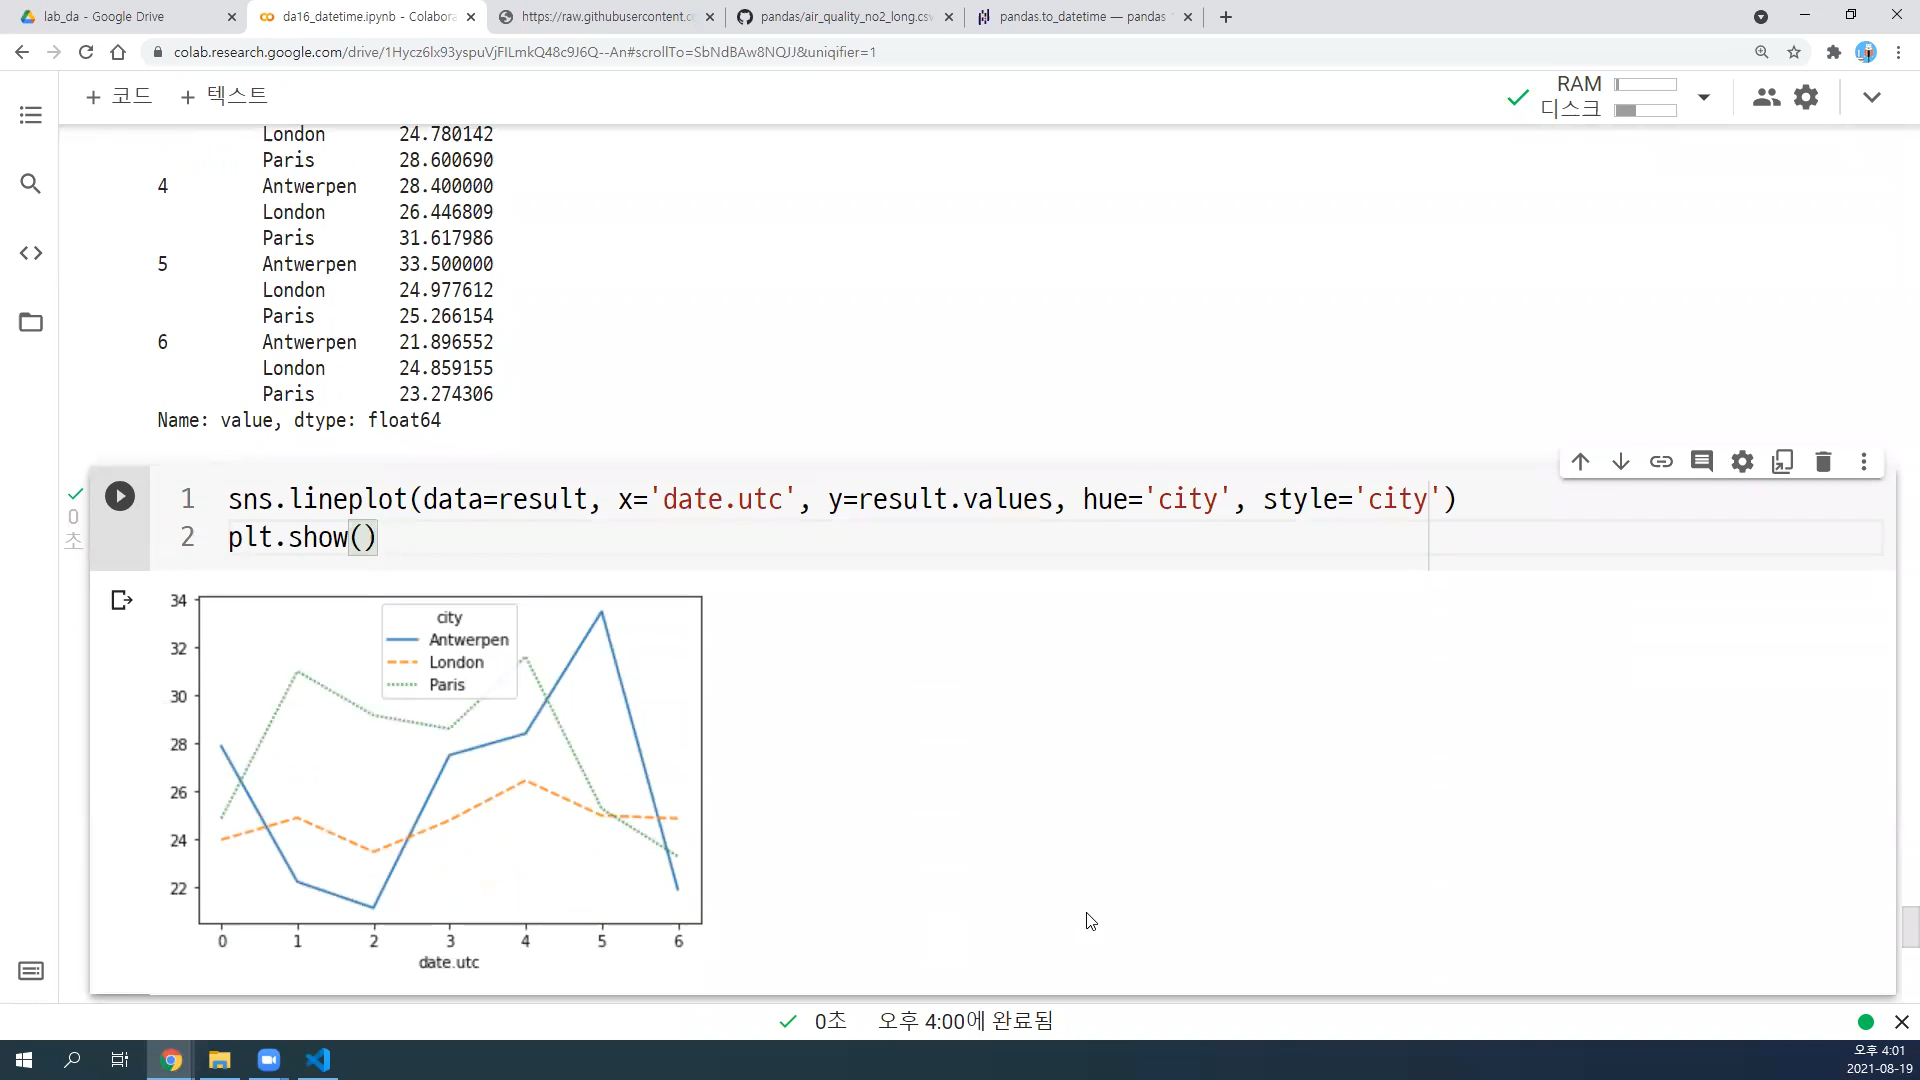 lab_da - Google Drive
da16_datetime.ipynb - Colabora
https://raw.githubusercontent.c
pandas/air_quality_no2_long.csv
pandas.to_datetime — pandas
colab.research.google.com/drive/1Hycz6lx93yspuVjFILmkQ48c9J6Q--An#scrollTo=SbNdBAw8NQJJ&uniqifier=1
+ 코드 + 텍스트
RAM
디스크
London 24.780142
Paris 28.600690
4 Antwerpen 28.400000
London 26.446809
Paris 31.617986
5 Antwerpen 33.500000
London 24.977612
Paris 25.266154
6 Antwerpen 21.896552
London 24.859155
Paris 23.274306
Name: value, dtype: float64
0
초
1 sns.lineplot(data=result, x='date.utc', y=result.values, hue='city', style='city')
2 plt.show()
34
32
30
28
26
24
22
city
Antwerpen
London
Paris
0 1 2 3 4 5 6
date.utc
0초 오후 4:00에 완료됨
오후 4:01
2021-08-19